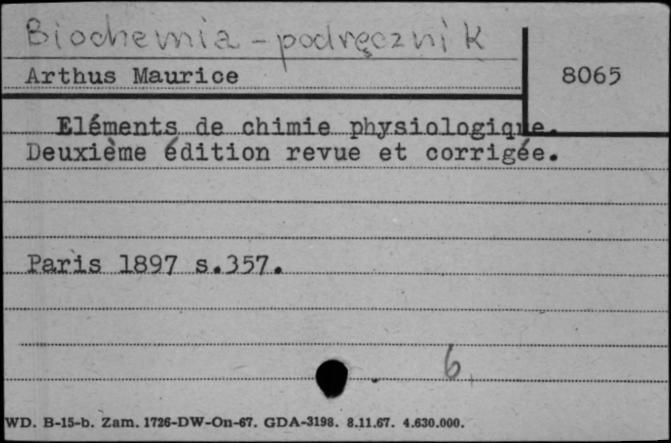 Biochemia - podręcznik
Arthus Maurice
8065
Eléments de chimie physiologique.
Deuxième édition revue et corrigée.
Paris 1897 s.357.
6
WD. B-15-b. Zam. 1726-DW-On-67. GDA-3198. 8.11.67. 4.630.000.